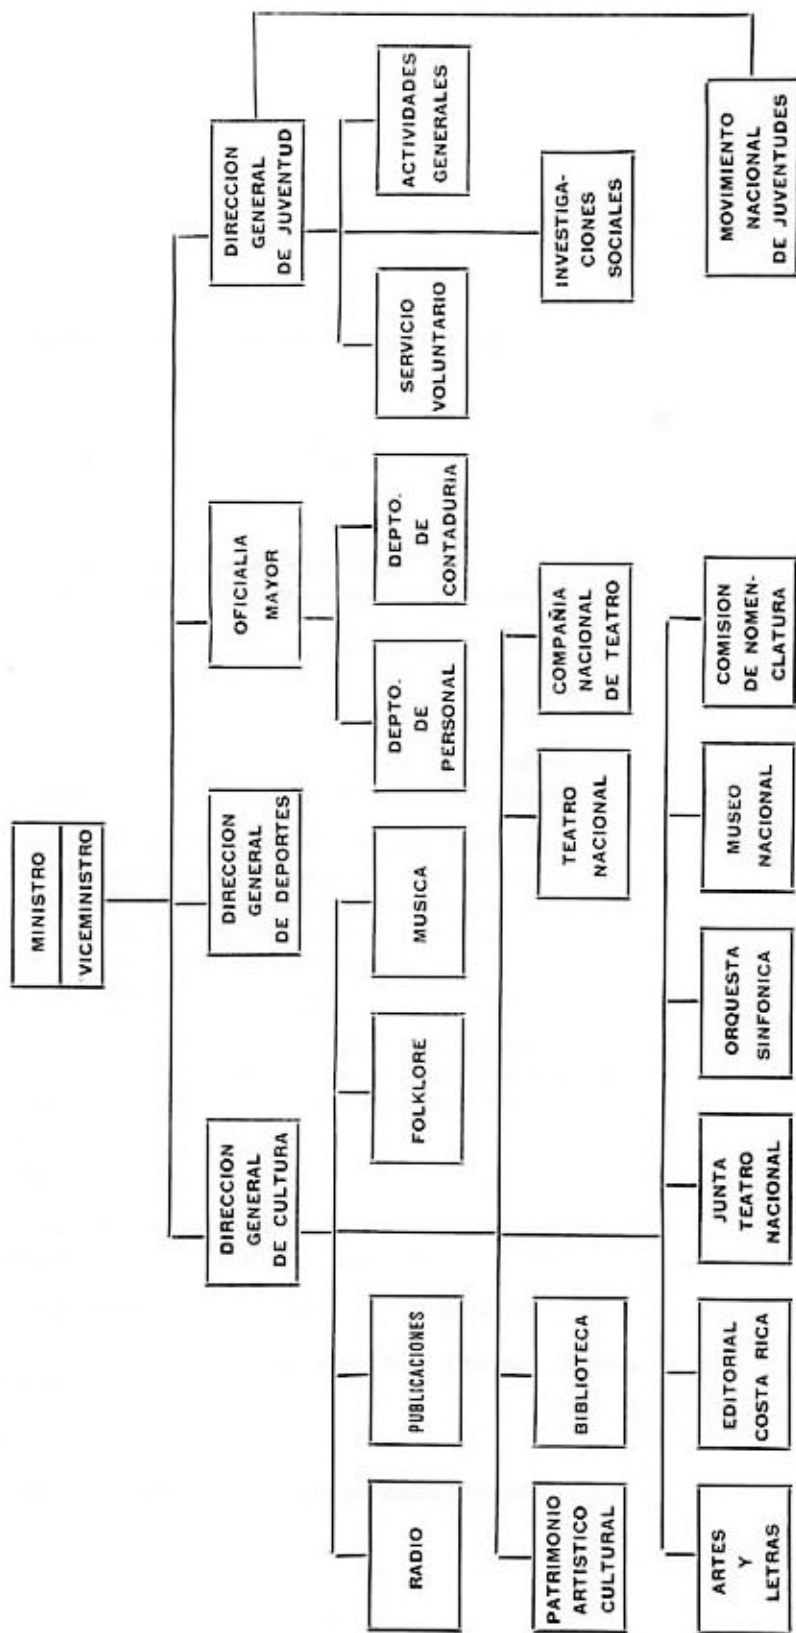 MINISTRO
VICEMINISTRO
DIRECCION
GENERAL
DE CULTURA
DIRECCION
GENERAL
DE DEPORTES
OFICIALIA
MAYOR
DIRECCION
GENERAL
DE JUVENTUD
RADIO
PUBLICACIONES
FOLKLORE
MUSICA
DEPTO.
DE
PERSONAL
DEPTO.
DE
CONTADURIA
SERVICIO
VOLUNTARIO
ACTIVIDADES
GENERALES
PATRIMONIO
ARTISTICO
CULTURAL
BIBLIOTECA
TEATRO
NACIONAL
COMPAÑIA
NACIONAL
DE TEATRO
INVESTIGA-
CIONES
SOCIALES
ARTES
Y
LETRAS
EDITORIAL
COSTA RICA
JUNTA
TEATRO
NACIONAL
ORQUESTA
SINFONICA
MUSEO
NACIONAL
COMISION
DE NOMEN-
CLATURA
MOVIMIENTO
NACIONAL
DE JUVENTUDES